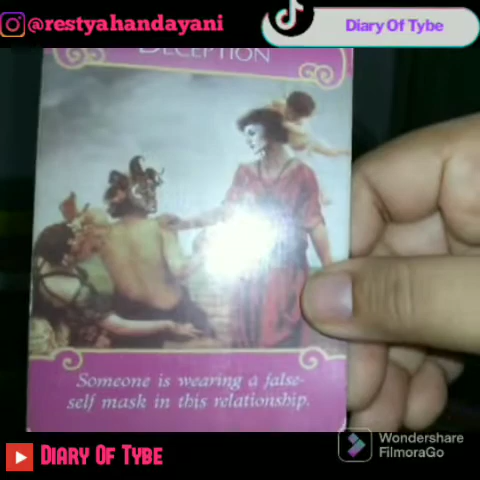 @restyahandayani
Diary Of Tybe
DECEPTION
Someone is wearing a false-
self mask in this relationship.
DIARY OF TYBE
Wondershare
FilmoraGo